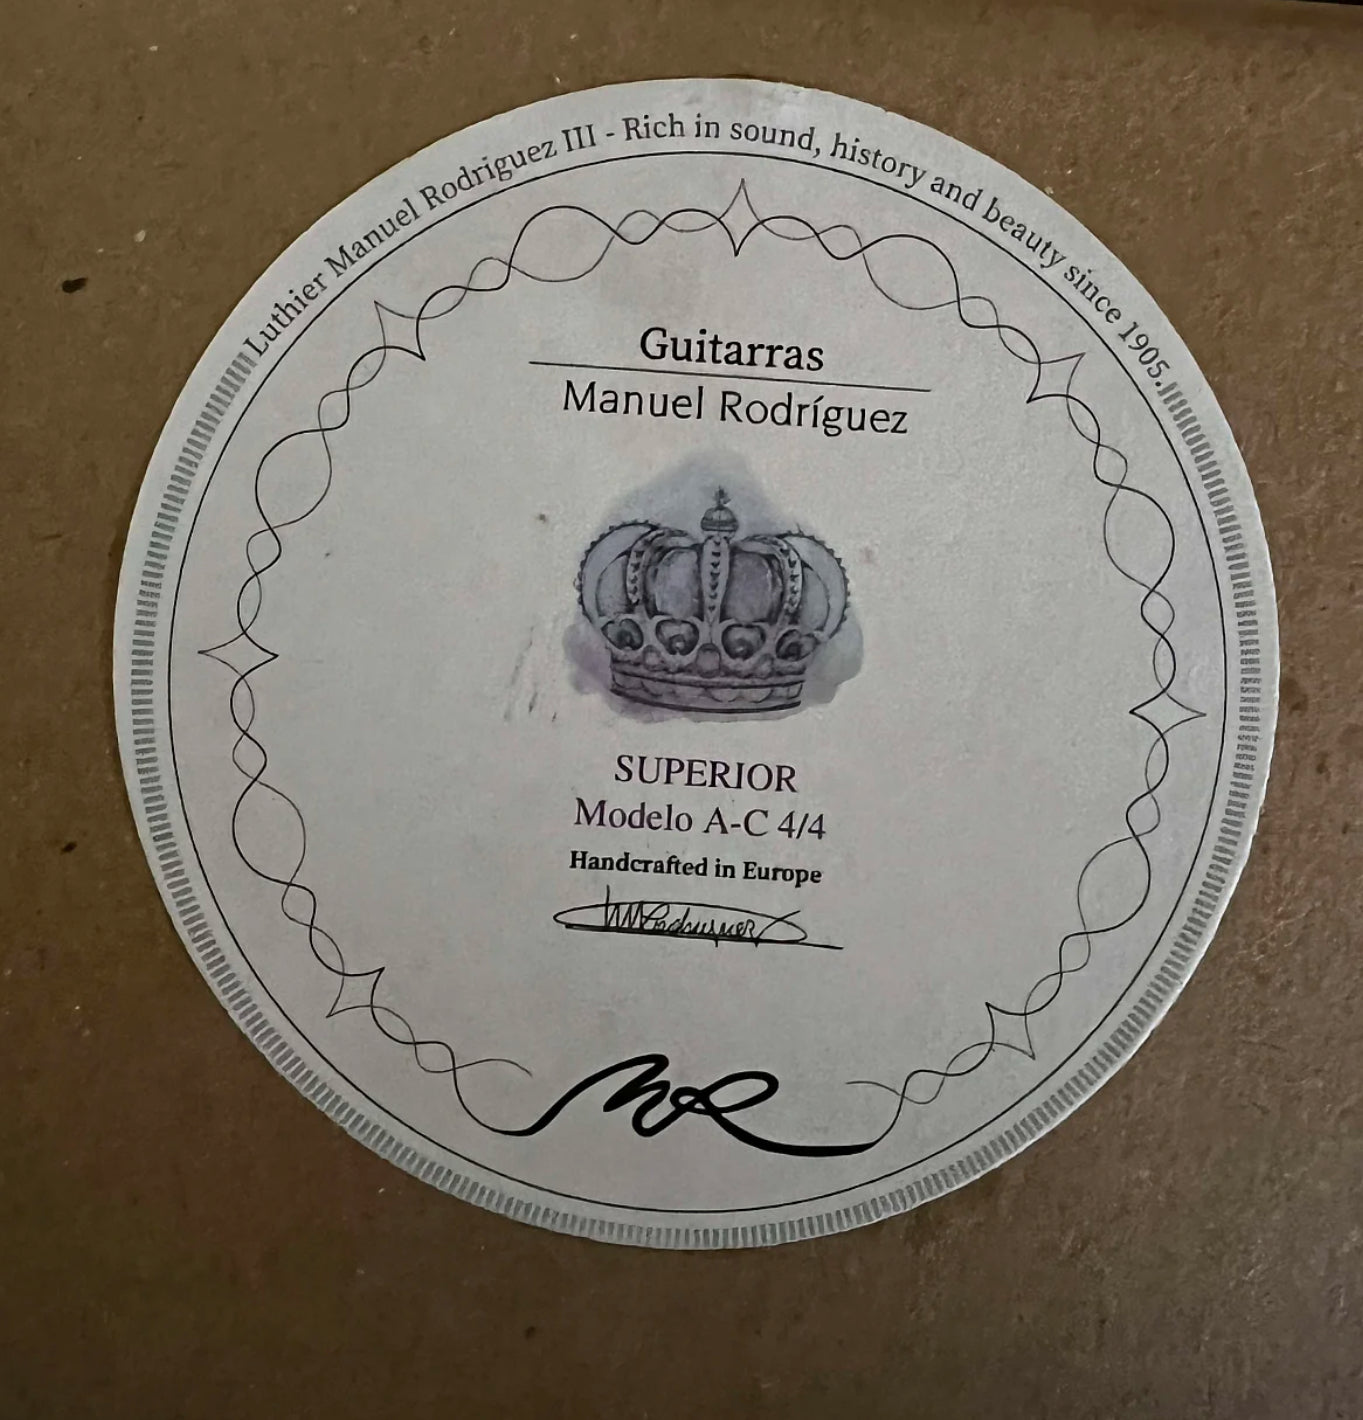 Luthier Manuel Rodriguez III - Rich in sound, history and beauty since 1905.
Guitarras
Manuel Rodríguez
SUPERIOR
Modelo A-C 4/4
Handcrafted in Europe
MR